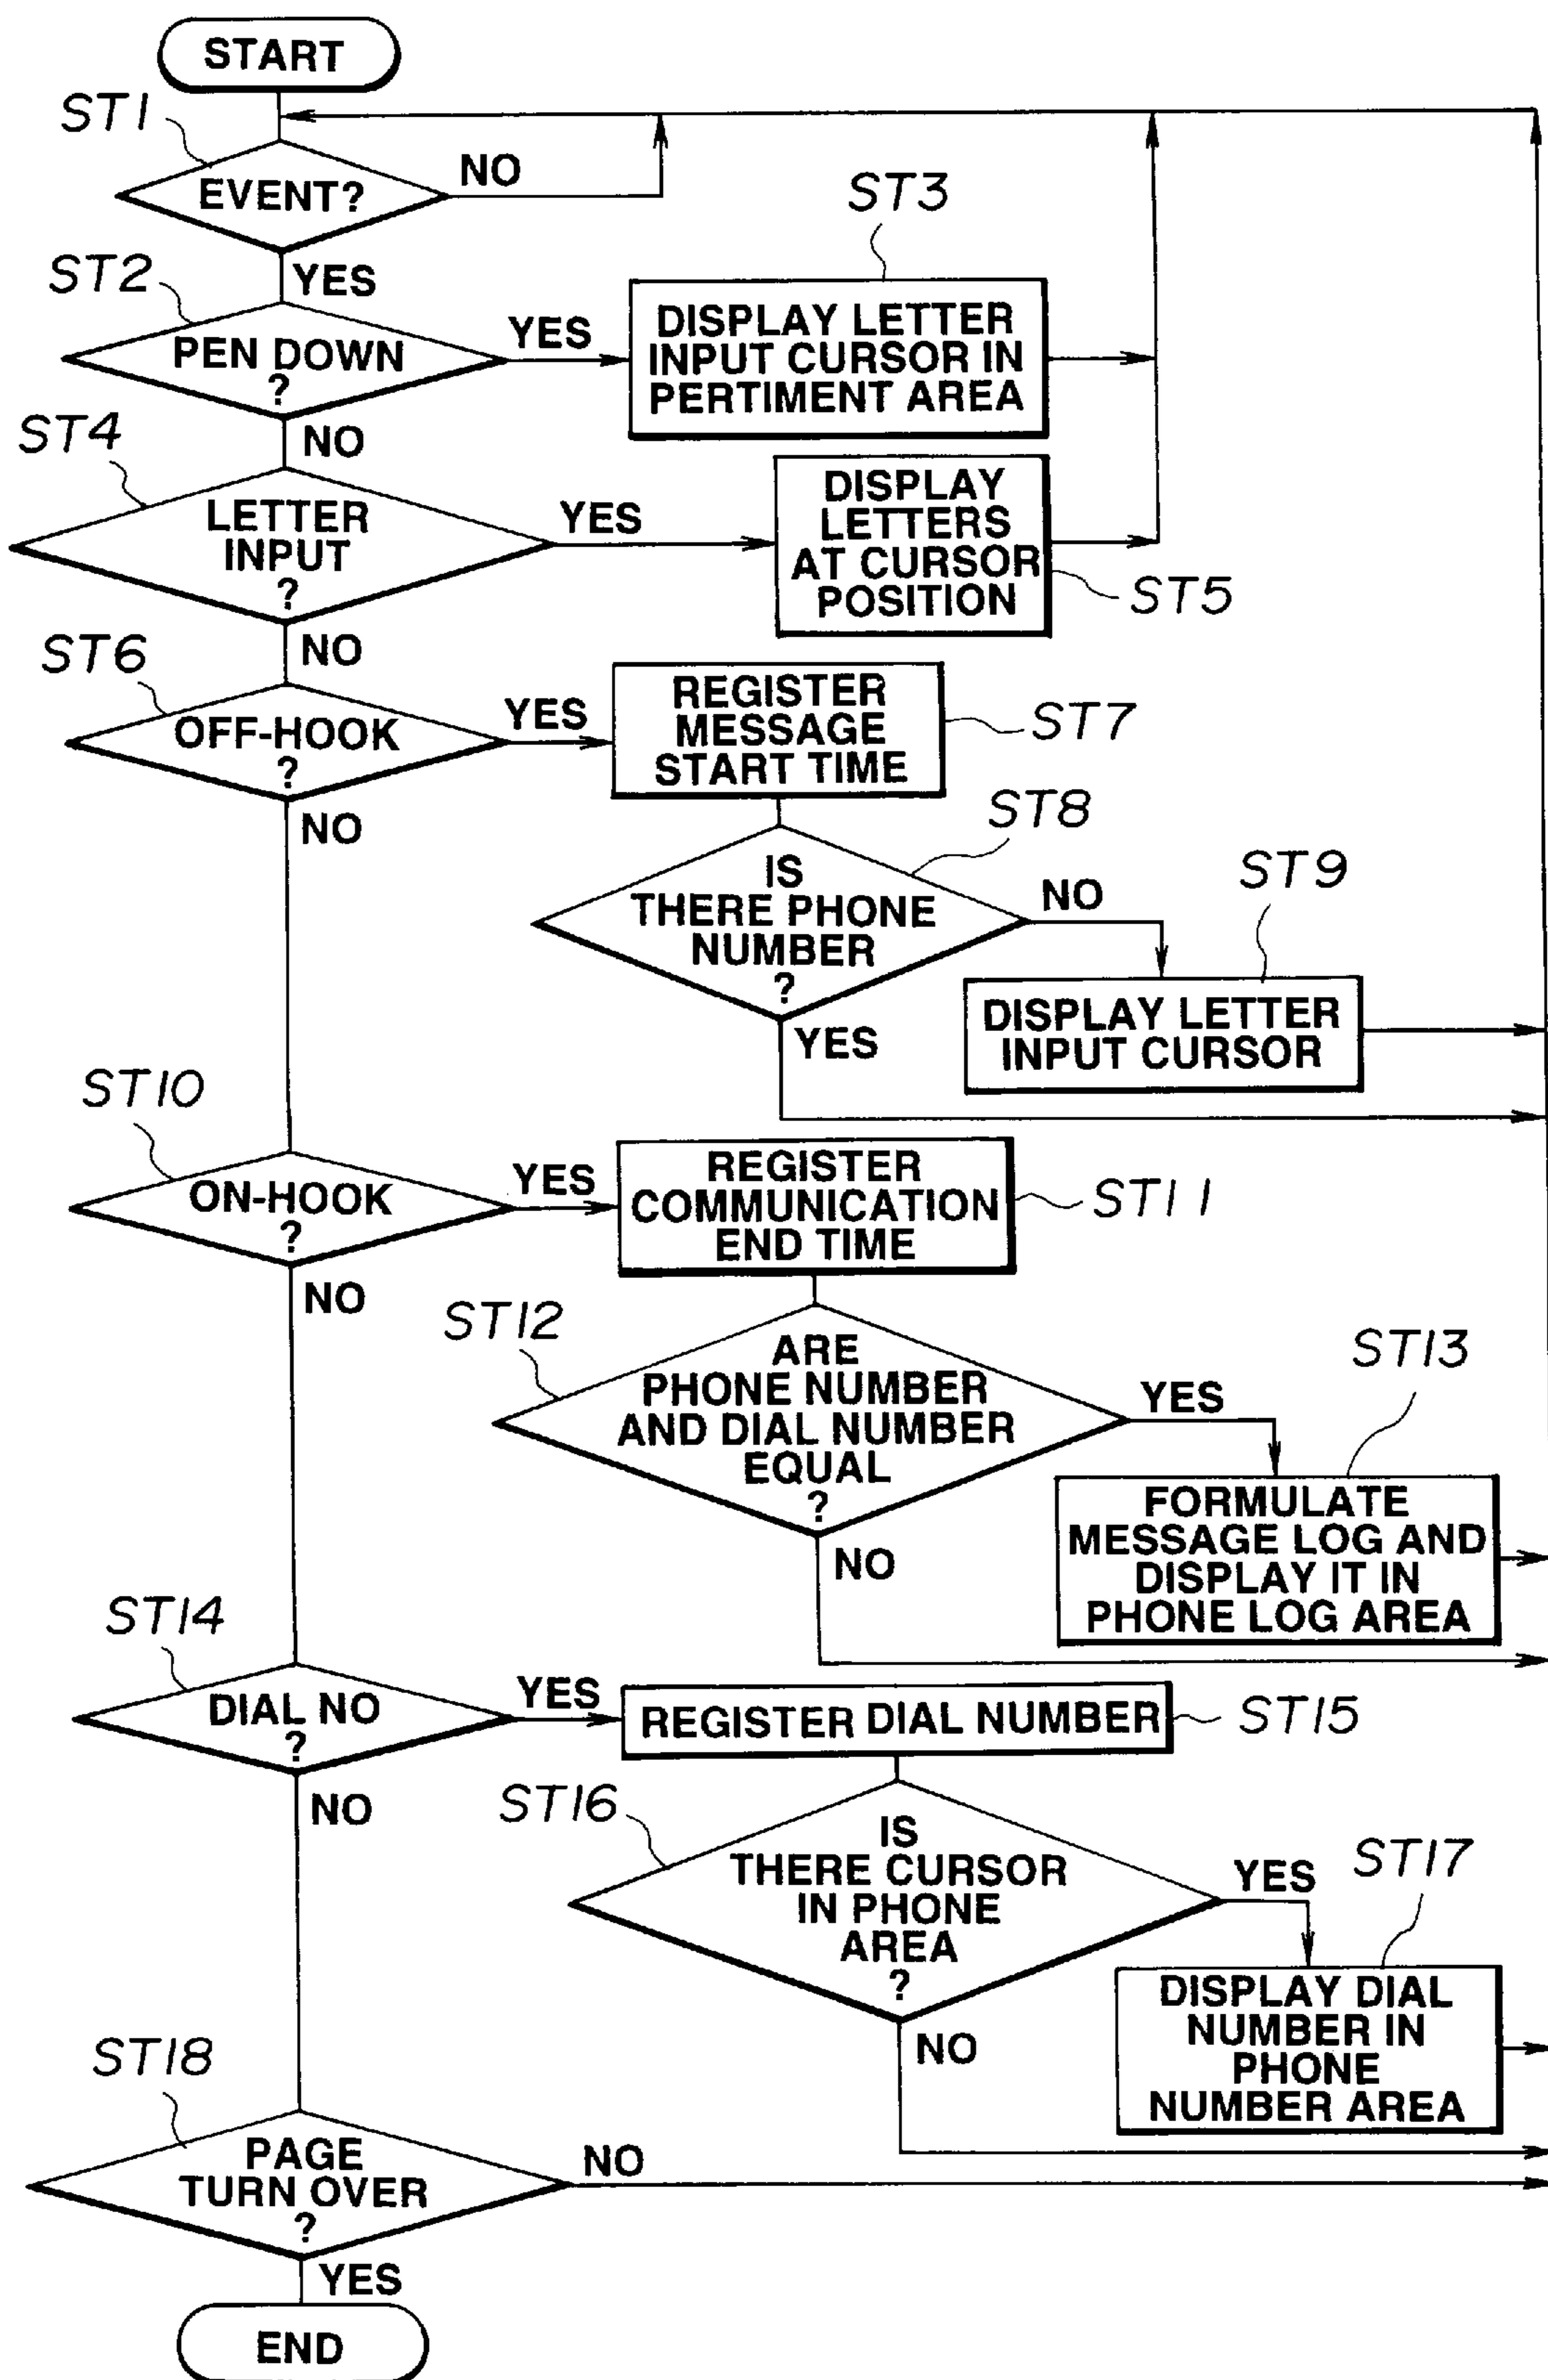 START
ST1
EVENT?
NO
YES
ST2
PEN DOWN
?
YES
ST3
DISPLAY LETTER
INPUT CURSOR IN
PERTIMENT AREA
NO
ST4
LETTER
INPUT
?
YES
DISPLAY
LETTERS
AT CURSOR
POSITION
ST5
NO
ST6
OFF-HOOK
?
YES
REGISTER
MESSAGE
START TIME
ST7
NO
ST8
IS
THERE PHONE
NUMBER
?
NO
ST9
DISPLAY LETTER
INPUT CURSOR
YES
ST10
ON-HOOK
?
YES
REGISTER
COMMUNICATION
END TIME
ST11
NO
ST12
ARE
PHONE NUMBER
AND DIAL NUMBER
EQUAL
?
YES
ST13
FORMULATE
MESSAGE LOG AND
DISPLAY IT IN
PHONE LOG AREA
NO
ST14
DIAL NO
?
YES
REGISTER DIAL NUMBER
ST15
NO
ST16
IS
THERE CURSOR
IN PHONE
AREA
?
YES
ST17
DISPLAY DIAL
NUMBER IN
PHONE
NUMBER AREA
NO
ST18
PAGE
TURN OVER
?
NO
YES
END